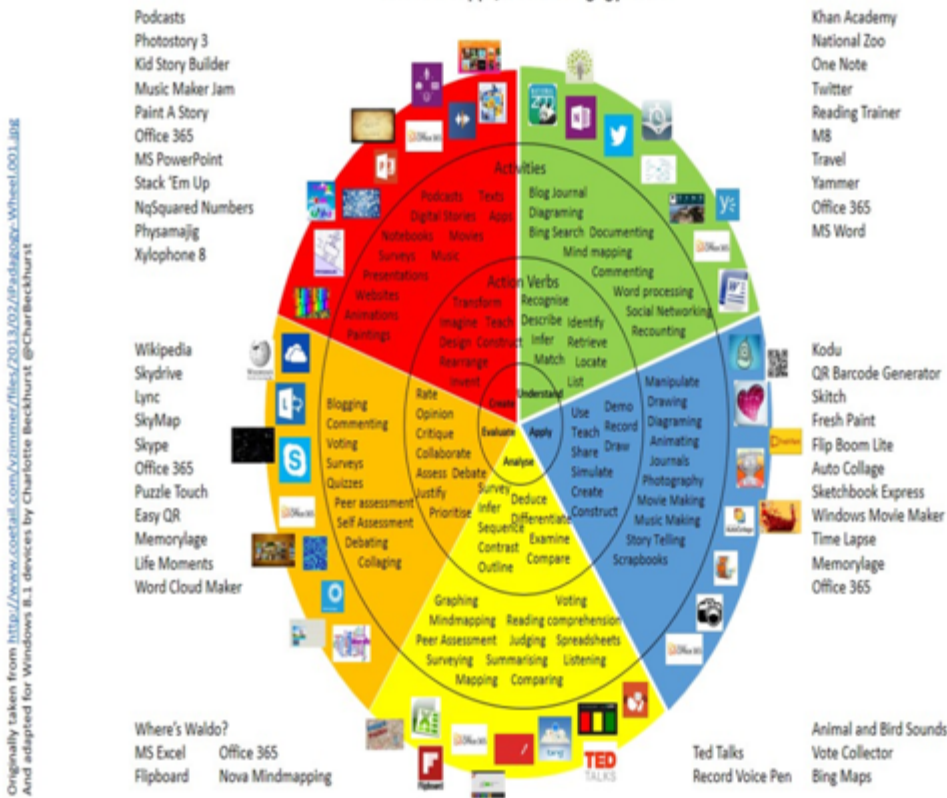 Podcasts
Photostory 3
Kid Story Builder
Music Maker Jam
Paint A Story
Office 365
MS PowerPoint
Stack 'Em Up
NqSquared Numbers
Physamajig
Xylophone 8
Khan Academy
National Zoo
One Note
Twitter
Reading Trainer
M8
Travel
Yammer
Office 365
MS Word
Activities
Podcasts Texts
Digital Stories Apps
Notebooks Movies
Surveys Music
Presentations
Websites
Animations
Paintings
Blog Journal
Diagraming
Bing Search Documenting
Mind mapping
Commenting
Word processing
Social Networking
Recounting
Action Verbs
Transform
Imagine Teach
Design Construct
Rearrange
Invent
Create
Recognise
Describe Identify
Infer Retrieve
Match Locate
List
Understand
Wikipedia
Skydrive
Lync
SkyMap
Skype
Office 365
Puzzle Touch
Easy QR
Memorylage
Life Moments
Word Cloud Maker
Blogging
Commenting
Voting
Surveys
Quizzes
Peer assessment
Self Assessment
Debating
Collaging
Rate
Opinion
Critique
Collaborate
Assess Debate
Justify
Prioritise
Evaluate
Apply
Analyse
Use Demo
Teach Record
Share Draw
Simulate
Create
Construct
Manipulate
Drawing
Diagraming
Animating
Journals
Photography
Movie Making
Music Making
Story Telling
Scrapbooks
Kodu
QR Barcode Generator
Skitch
Fresh Paint
Flip Boom Lite
Auto Collage
Sketchbook Express
Windows Movie Maker
Time Lapse
Memorylage
Office 365
Survey Deduce
Infer Differentiate
Sequence Examine
Contrast Compare
Outline
Graphing Voting
Mindmapping Reading comprehension
Peer Assessment Judging Spreadsheets
Surveying Summarising Listening
Mapping Comparing
TED
TALKS
Where's Waldo?
MS Excel Office 365
Flipboard Nova Mindmapping
Animal and Bird Sounds
Ted Talks Vote Collector
Record Voice Pen Bing Maps
Originally taken from http://www.coetail.com/vzimmer/files/2013/02/iPadagogy-Wheel.001.jpg
And adapted for Windows 8.1 devices by Charlotte Beckhurst @CharBeckhurst